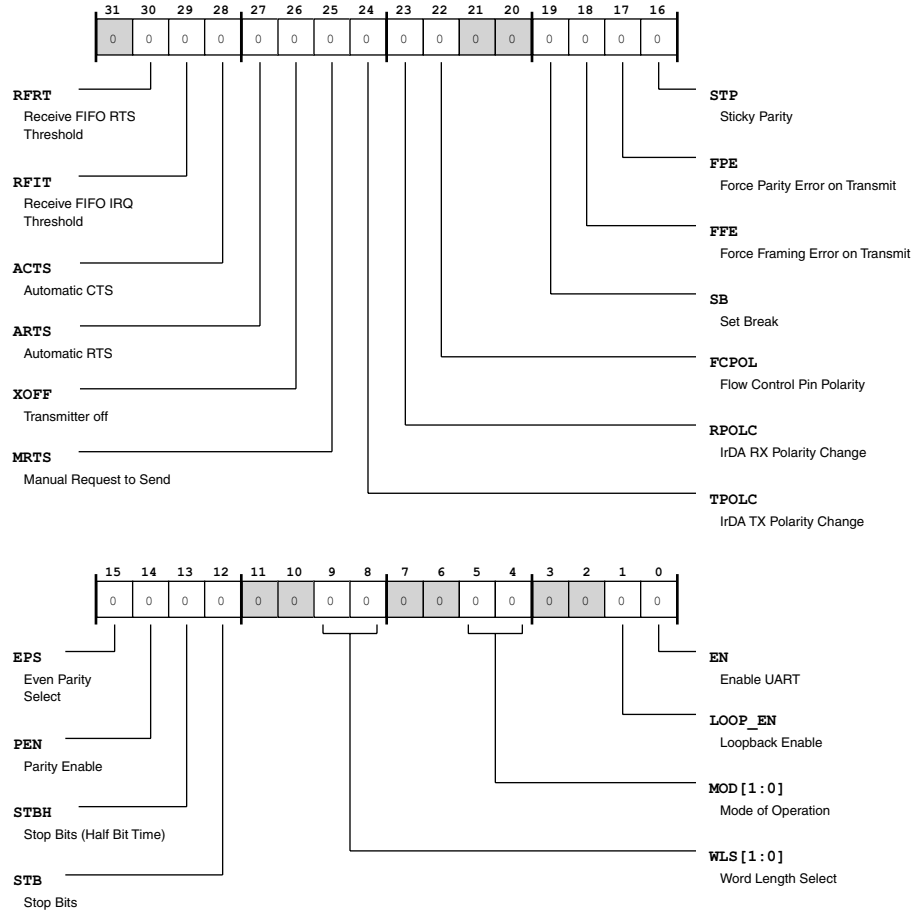 31 30 29 28 27 26 25 24 23 22 21 20 19 18 17 16
0 0 0 0 0 0 0 0 0 0 0 0 0 0 0 0
RFRT
Receive FIFO RTS
Threshold
RFIT
Receive FIFO IRQ
Threshold
ACTS
Automatic CTS
ARTS
Automatic RTS
XOFF
Transmitter off
MRTS
Manual Request to Send
STP
Sticky Parity
FPE
Force Parity Error on Transmit
FFE
Force Framing Error on Transmit
SB
Set Break
FCPOL
Flow Control Pin Polarity
RPOLC
IrDA RX Polarity Change
TPOLC
IrDA TX Polarity Change
15 14 13 12 11 10 9 8 7 6 5 4 3 2 1 0
0 0 0 0 0 0 0 0 0 0 0 0 0 0 0 0
EPS
Even Parity
Select
PEN
Parity Enable
STBH
Stop Bits (Half Bit Time)
STB
Stop Bits
EN
Enable UART
LOOP_EN
Loopback Enable
MOD[1:0]
Mode of Operation
WLS[1:0]
Word Length Select